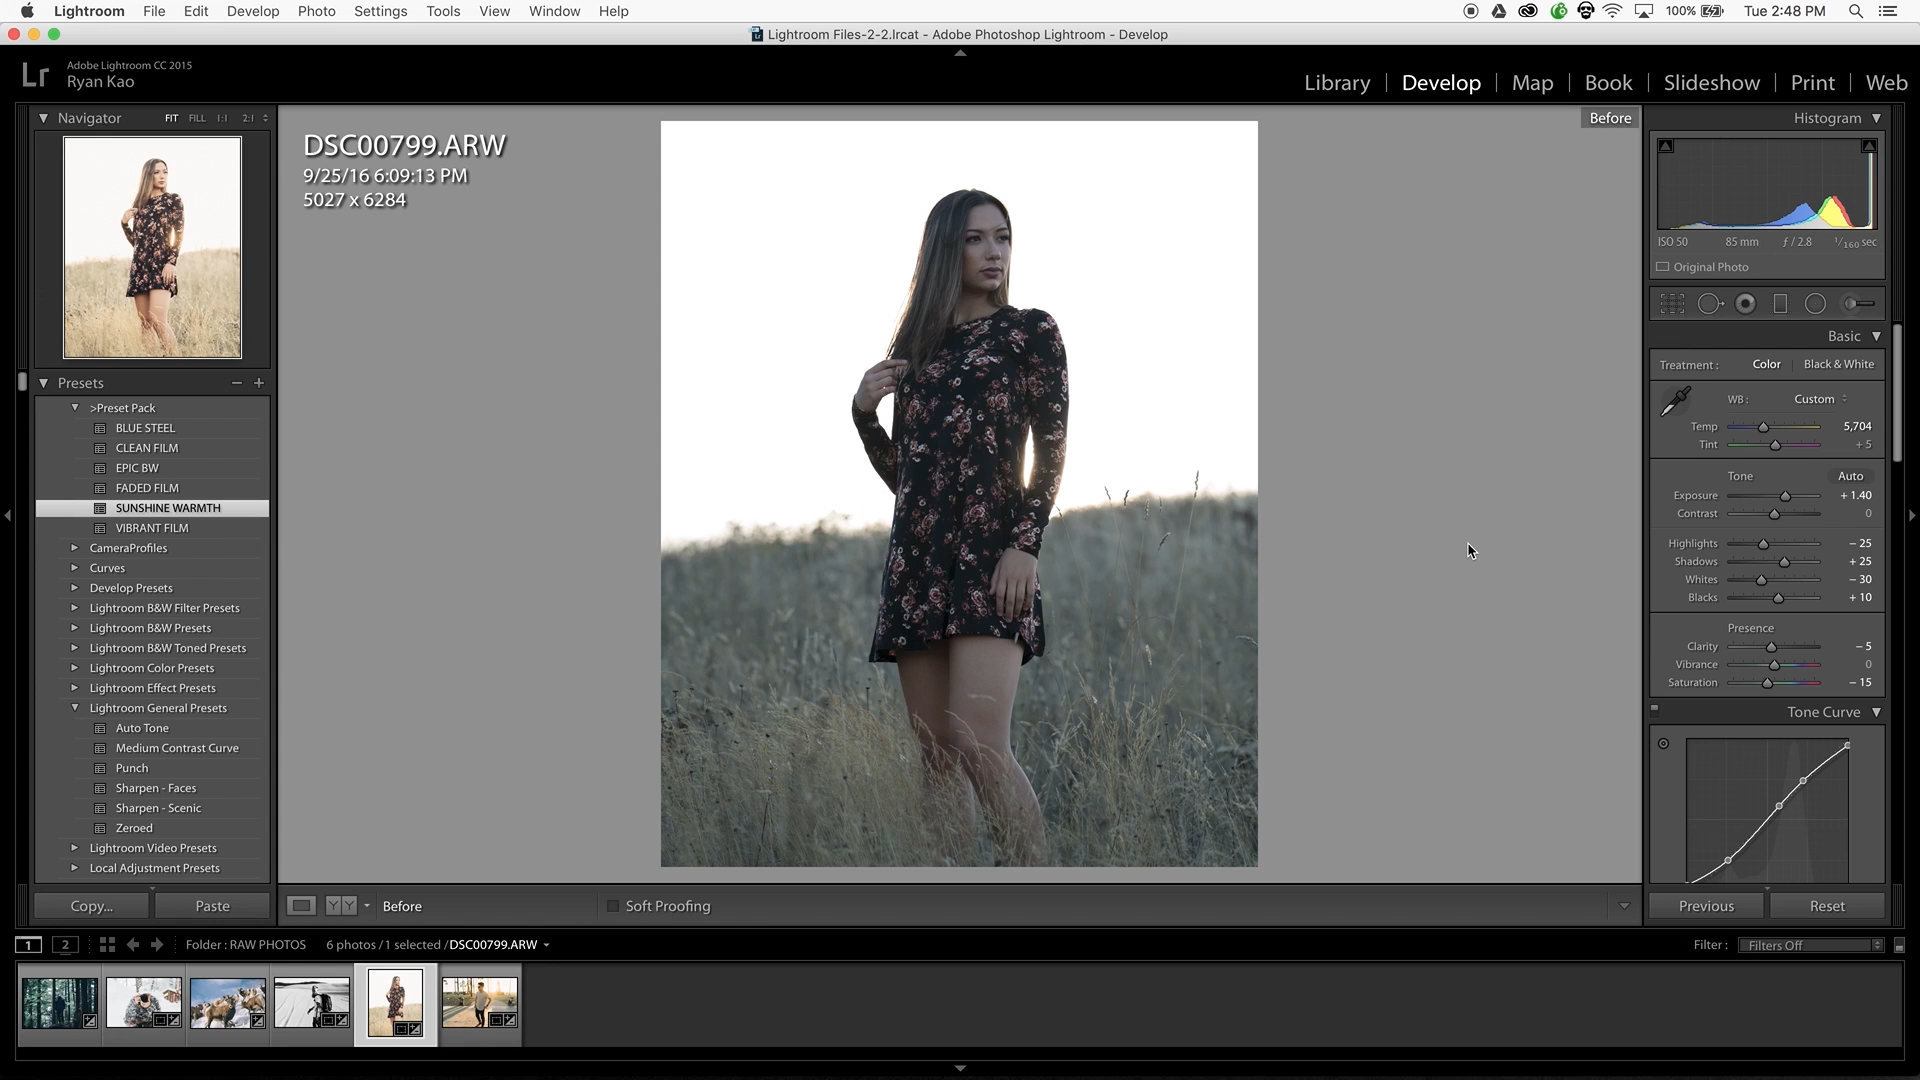 Lightroom File Edit Develop Photo Settings Tools View Window Help 100% Tue 2:48 PM
Lightroom Files-2-2.lrcat - Adobe Photoshop Lightroom - Develop
Lr Adobe Lightroom CC 2015
Ryan Kao
Library | Develop | Map | Book | Slideshow | Print | Web
Navigator FIT FILL 1:1 2:1
Presets
>Preset Pack
BLUE STEEL
CLEAN FILM
EPIC BW
FADED FILM
SUNSHINE WARMTH
VIBRANT FILM
CameraProfiles
Curves
Develop Presets
Lightroom B&W Filter Presets
Lightroom B&W Presets
Lightroom B&W Toned Presets
Lightroom Color Presets
Lightroom Effect Presets
Lightroom General Presets
Auto Tone
Medium Contrast Curve
Punch
Sharpen - Faces
Sharpen - Scenic
Zeroed
Lightroom Video Presets
Local Adjustment Presets
Copy... Paste
DSC00799.ARW
9/25/16 6:09:13 PM
5027 x 6284
Before
YY Before Soft Proofing
Histogram
ISO 50 85 mm ƒ / 2.8 1/160 sec
Original Photo
Basic
Treatment : Color | Black & White
WB : Custom
Temp 5,704
Tint + 5
Tone Auto
Exposure + 1.40
Contrast 0
Highlights − 25
Shadows + 25
Whites − 30
Blacks + 10
Presence
Clarity − 5
Vibrance 0
Saturation − 15
Tone Curve
Previous Reset
1 2 Folder : RAW PHOTOS 6 photos / 1 selected / DSC00799.ARW Filter : Filters Off